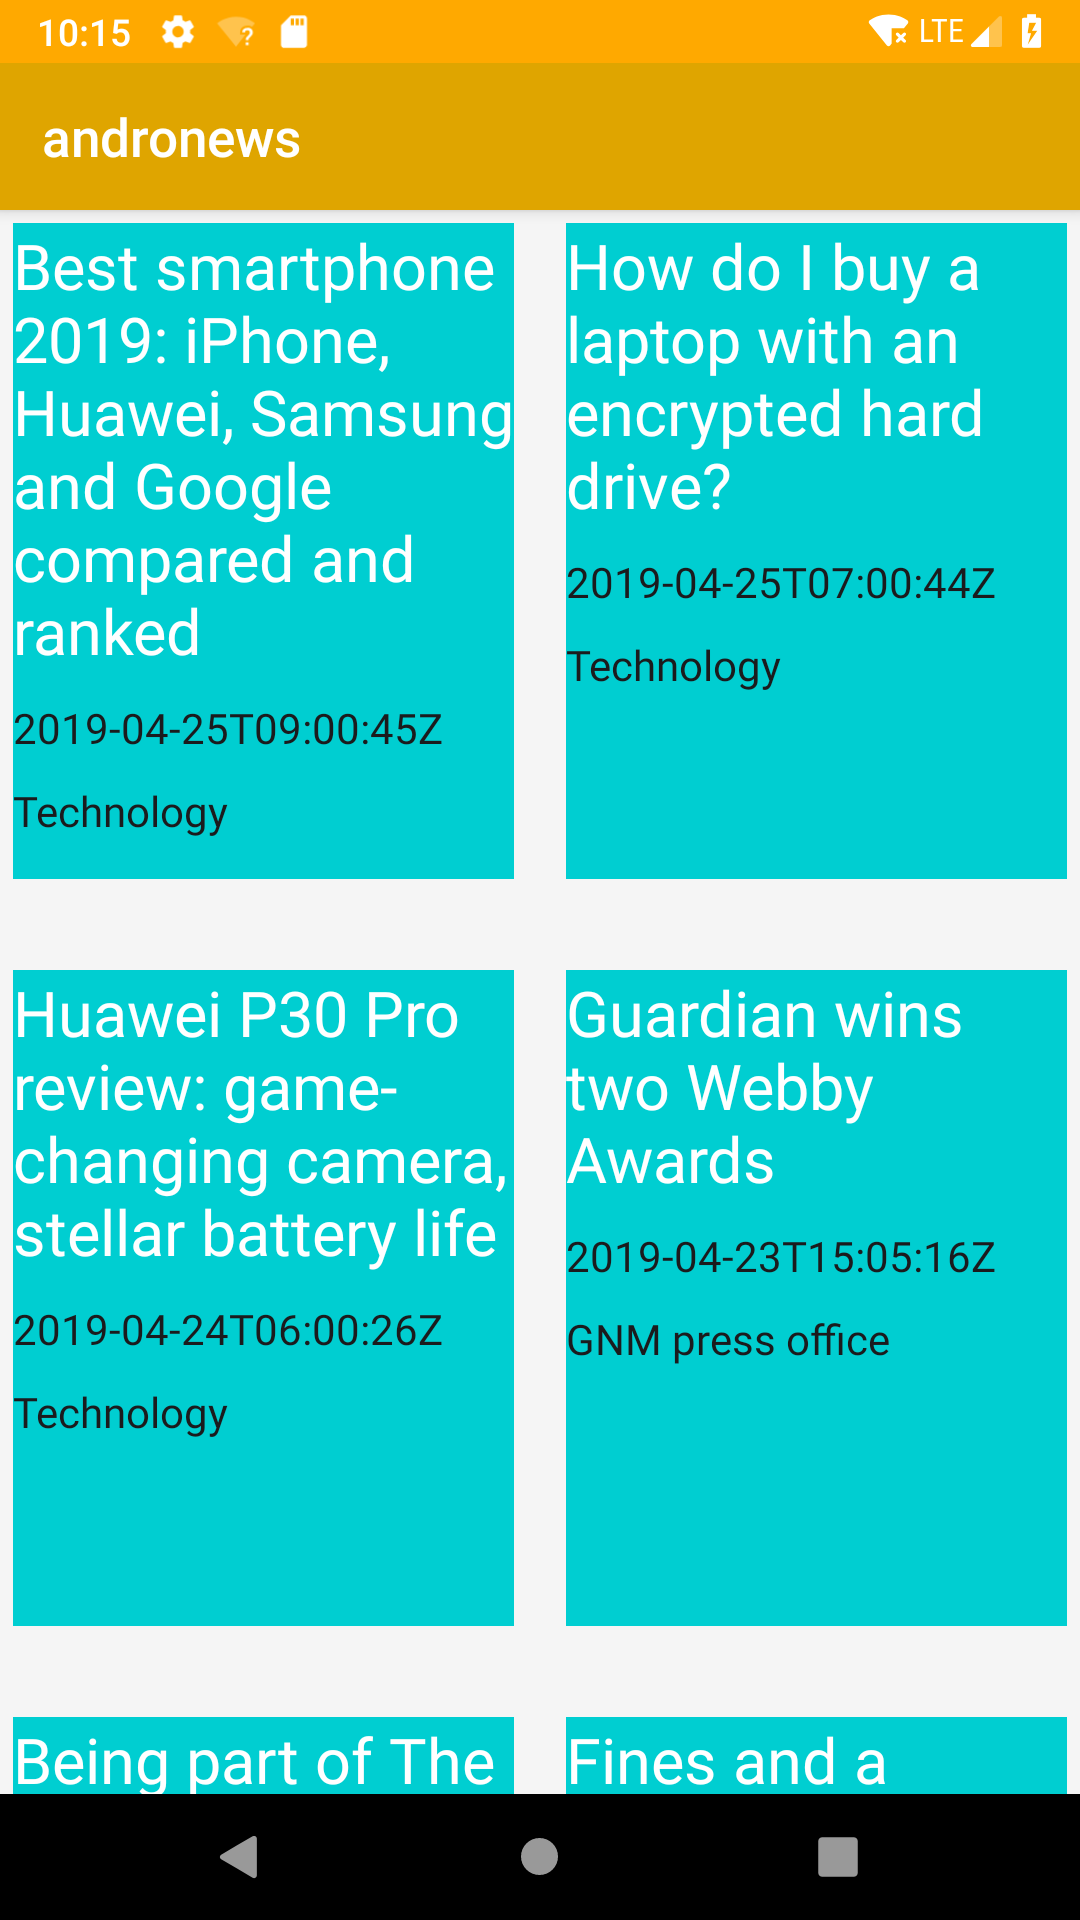 10:15
LTE
andronews
Best smartphone
2019: iPhone,
Huawei, Samsung
and Google
compared and
ranked
2019-04-25T09:00:45Z
Technology
How do I buy a
laptop with an
encrypted hard
drive?
2019-04-25T07:00:44Z
Technology
Huawei P30 Pro
review: game-
changing camera,
stellar battery life
2019-04-24T06:00:26Z
Technology
Guardian wins
two Webby
Awards
2019-04-23T15:05:16Z
GNM press office
Being part of The
Fines and a